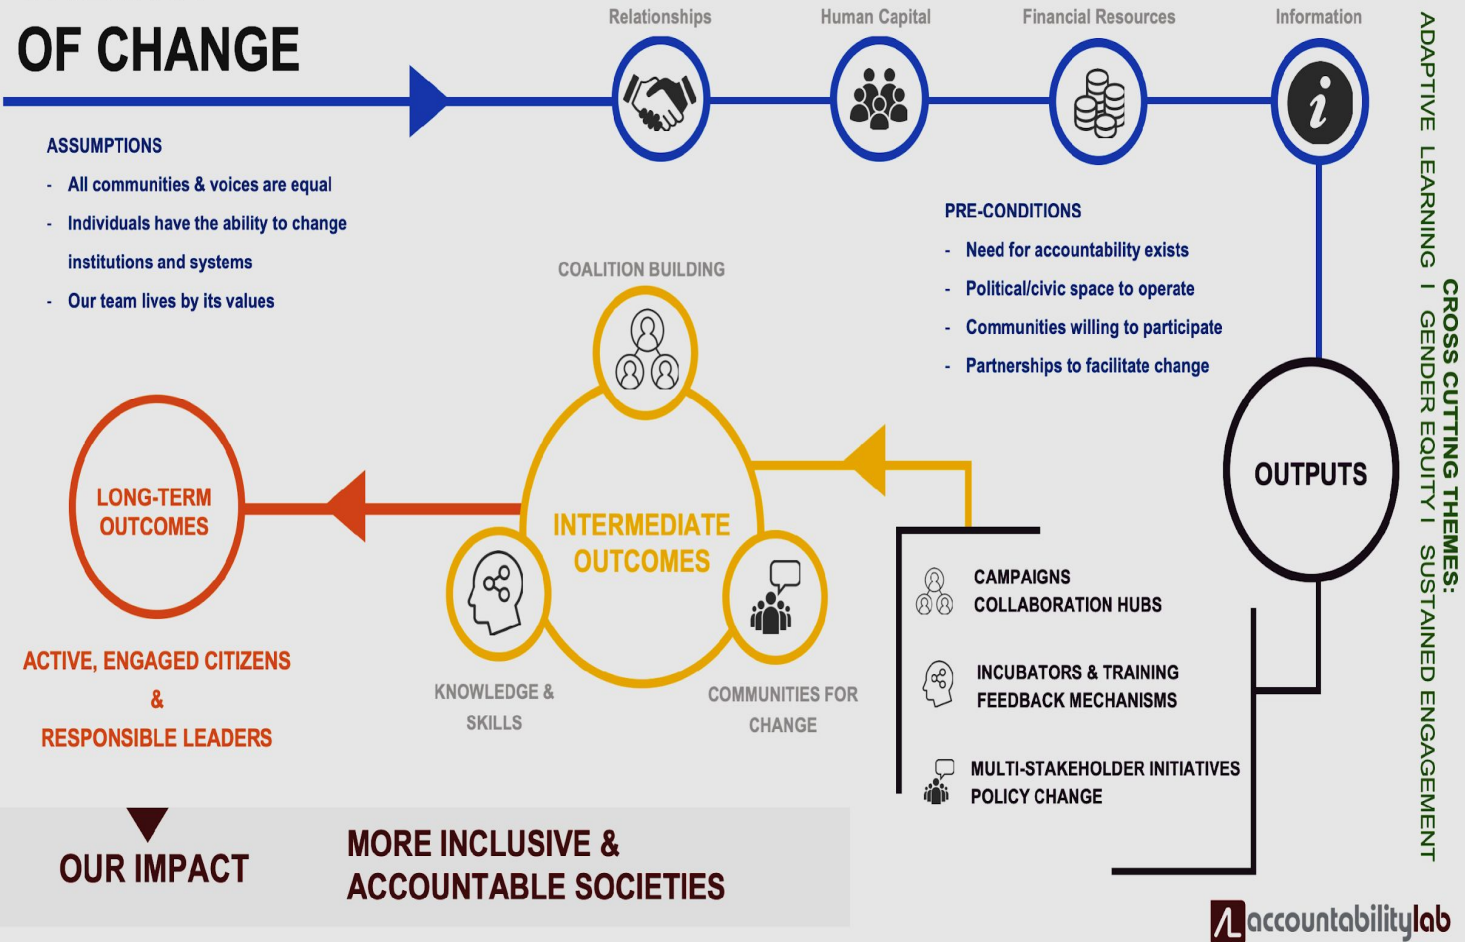 OF CHANGE
Relationships
Human Capital
Financial Resources
Information
ASSUMPTIONS
- All communities & voices are equal
- Individuals have the ability to change
institutions and systems
- Our team lives by its values
PRE-CONDITIONS
- Need for accountability exists
- Political/civic space to operate
- Communities willing to participate
- Partnerships to facilitate change
OUTPUTS
CAMPAIGNS
COLLABORATION HUBS
INCUBATORS & TRAINING
FEEDBACK MECHANISMS
MULTI-STAKEHOLDER INITIATIVES
POLICY CHANGE
COALITION BUILDING
INTERMEDIATE
OUTCOMES
KNOWLEDGE &
SKILLS
COMMUNITIES FOR
CHANGE
LONG-TERM
OUTCOMES
ACTIVE, ENGAGED CITIZENS
&
RESPONSIBLE LEADERS
OUR IMPACT
MORE INCLUSIVE &
ACCOUNTABLE SOCIETIES
CROSS CUTTING THEMES:
ADAPTIVE LEARNING I GENDER EQUITY I SUSTAINED ENGAGEMENT
accountabilitylab